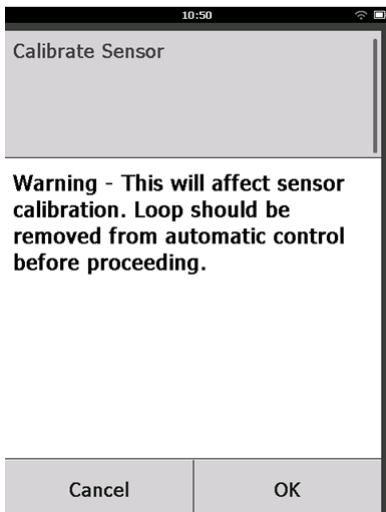 10:50
Calibrate Sensor
Warning - This will affect sensor
calibration. Loop should be
removed from automatic control
before proceeding.
Cancel
OK